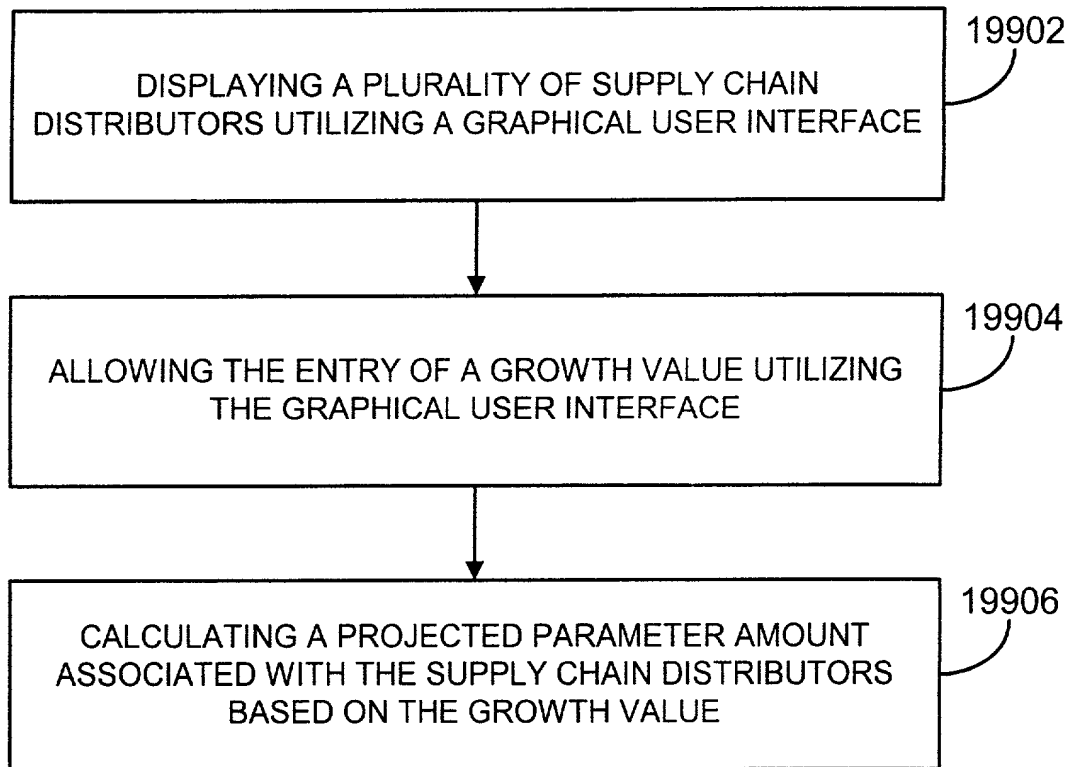 19902
DISPLAYING A PLURALITY OF SUPPLY CHAIN
DISTRIBUTORS UTILIZING A GRAPHICAL USER INTERFACE
19904
ALLOWING THE ENTRY OF A GROWTH VALUE UTILIZING
THE GRAPHICAL USER INTERFACE
19906
CALCULATING A PROJECTED PARAMETER AMOUNT
ASSOCIATED WITH THE SUPPLY CHAIN DISTRIBUTORS
BASED ON THE GROWTH VALUE